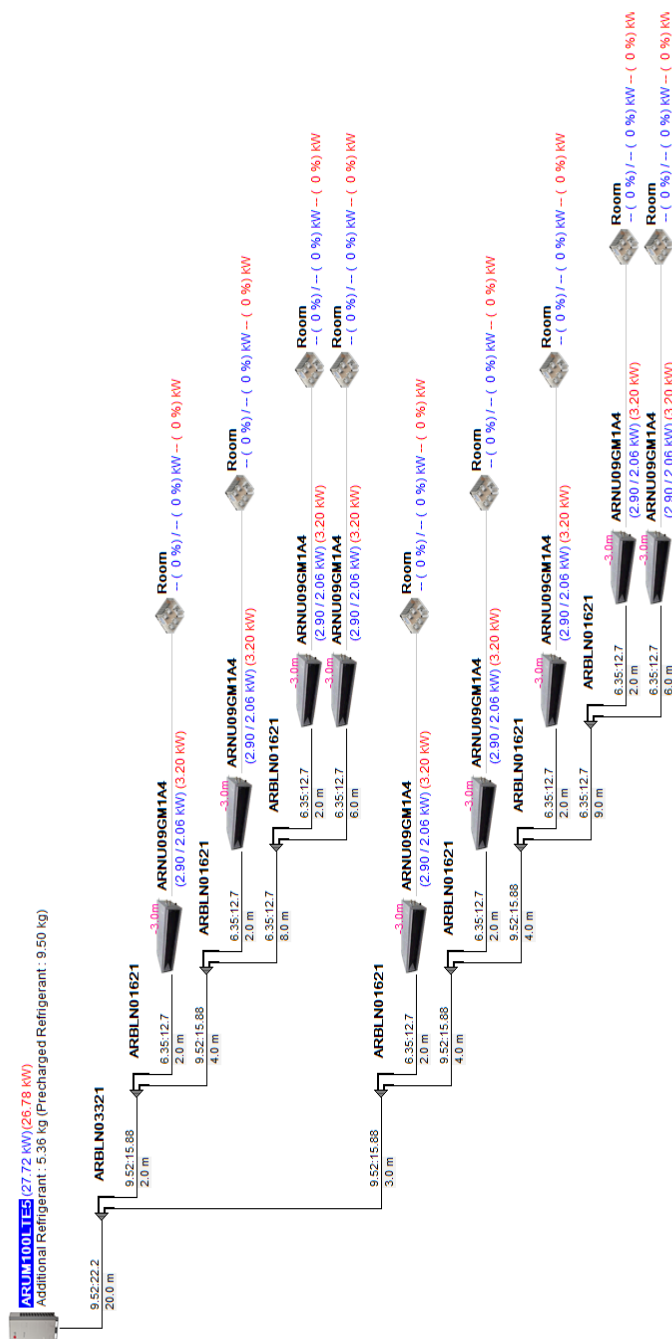 ARUM100LTE5 (27.72 kW) (26.78 kW)
Additional Refrigerant : 5.36 kg (Precharged Refrigerant : 9.50 kg)
9.52:22.2
20.0 m
ARBLN03321
9.52:15.88
2.0 m
ARBLN01621
6.35:12.7
2.0 m
-3.0m
ARNU09GM1A4
(2.90 / 2.06 kW) (3.20 kW)
Room
-- ( 0 %) / -- ( 0 %) kW -- ( 0 %) kW
9.52:15.88
4.0 m
ARBLN01621
6.35:12.7
2.0 m
-3.0m
ARNU09GM1A4
(2.90 / 2.06 kW) (3.20 kW)
Room
-- ( 0 %) / -- ( 0 %) kW -- ( 0 %) kW
6.35:12.7
8.0 m
ARBLN01621
6.35:12.7
2.0 m
-3.0m
ARNU09GM1A4
(2.90 / 2.06 kW) (3.20 kW)
Room
-- ( 0 %) / -- ( 0 %) kW -- ( 0 %) kW
6.35:12.7
6.0 m
-3.0m
ARNU09GM1A4
(2.90 / 2.06 kW) (3.20 kW)
Room
-- ( 0 %) / -- ( 0 %) kW -- ( 0 %) kW
9.52:15.88
3.0 m
ARBLN01621
6.35:12.7
2.0 m
-3.0m
ARNU09GM1A4
(2.90 / 2.06 kW) (3.20 kW)
Room
-- ( 0 %) / -- ( 0 %) kW -- ( 0 %) kW
9.52:15.88
4.0 m
ARBLN01621
6.35:12.7
2.0 m
-3.0m
ARNU09GM1A4
(2.90 / 2.06 kW) (3.20 kW)
Room
-- ( 0 %) / -- ( 0 %) kW -- ( 0 %) kW
9.52:15.88
4.0 m
ARBLN01621
6.35:12.7
2.0 m
-3.0m
ARNU09GM1A4
(2.90 / 2.06 kW) (3.20 kW)
Room
-- ( 0 %) / -- ( 0 %) kW -- ( 0 %) kW
6.35:12.7
9.0 m
ARBLN01621
6.35:12.7
2.0 m
-3.0m
ARNU09GM1A4
(2.90 / 2.06 kW) (3.20 kW)
Room
-- ( 0 %) / -- ( 0 %) kW -- ( 0 %) kW
6.35:12.7
6.0 m
-3.0m
ARNU09GM1A4
(2.90 / 2.06 kW) (3.20 kW)
Room
-- ( 0 %) / -- ( 0 %) kW -- ( 0 %) kW